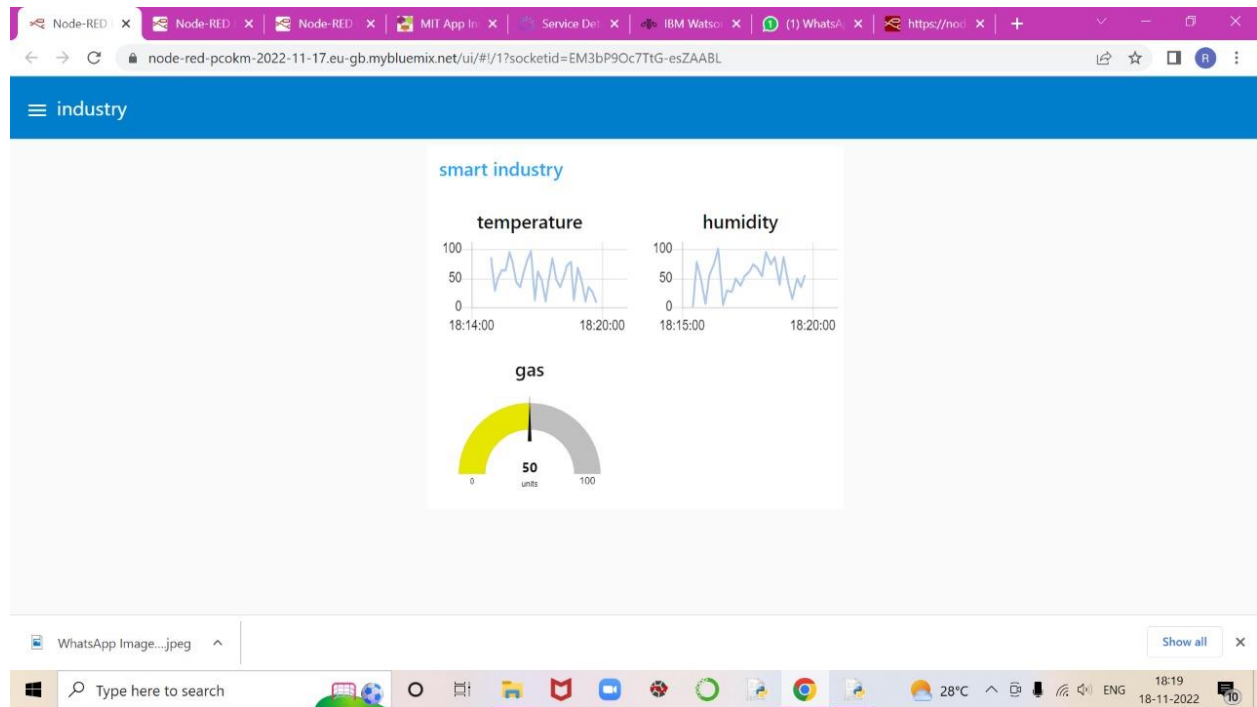 Node-RED Node-RED Node-RED MIT App In Service Det IBM Watson (1) WhatsA https://nod
node-red-pcokm-2022-11-17.eu-gb.mybluemix.net/ui/#!/1?socketid=EM3bP9Oc7TtG-esZAABL R
industry
smart industry
temperature humidity
100 100
50 50
0 0
18:14:00 18:20:00 18:15:00 18:20:00
gas
50
0 units 100
WhatsApp Image....jpeg Show all
Type here to search 28°C ENG 18:19
18-11-2022 10